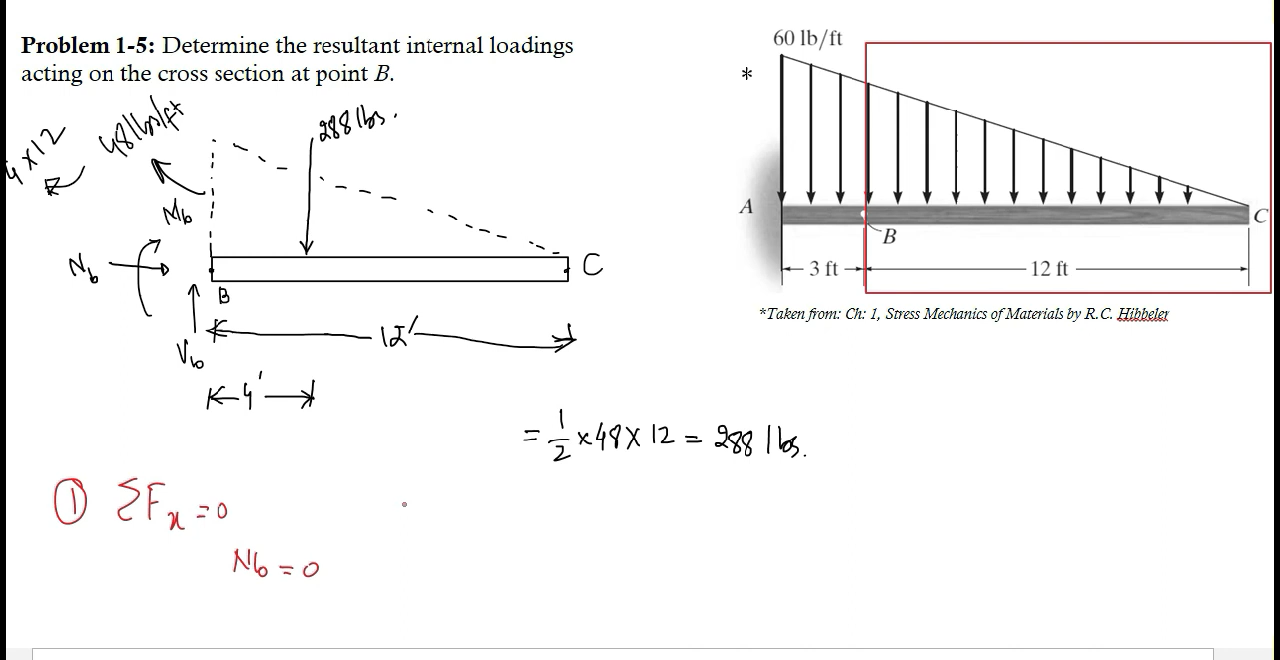 Problem 1-5: Determine the resultant internal loadings
acting on the cross section at point B.
60 lb/ft
*
A
B
C
3 ft
12 ft
*Taken from: Ch: 1, Stress Mechanics of Materials by R.C. Hibbeler
4 x 12
48 lbs/ft
288 lbs.
Mb
Nb
B
C
Vb
12'
4'
= 1/2 x 48 x 12 = 288 lbs.
① ΣFx = 0
Nb = 0